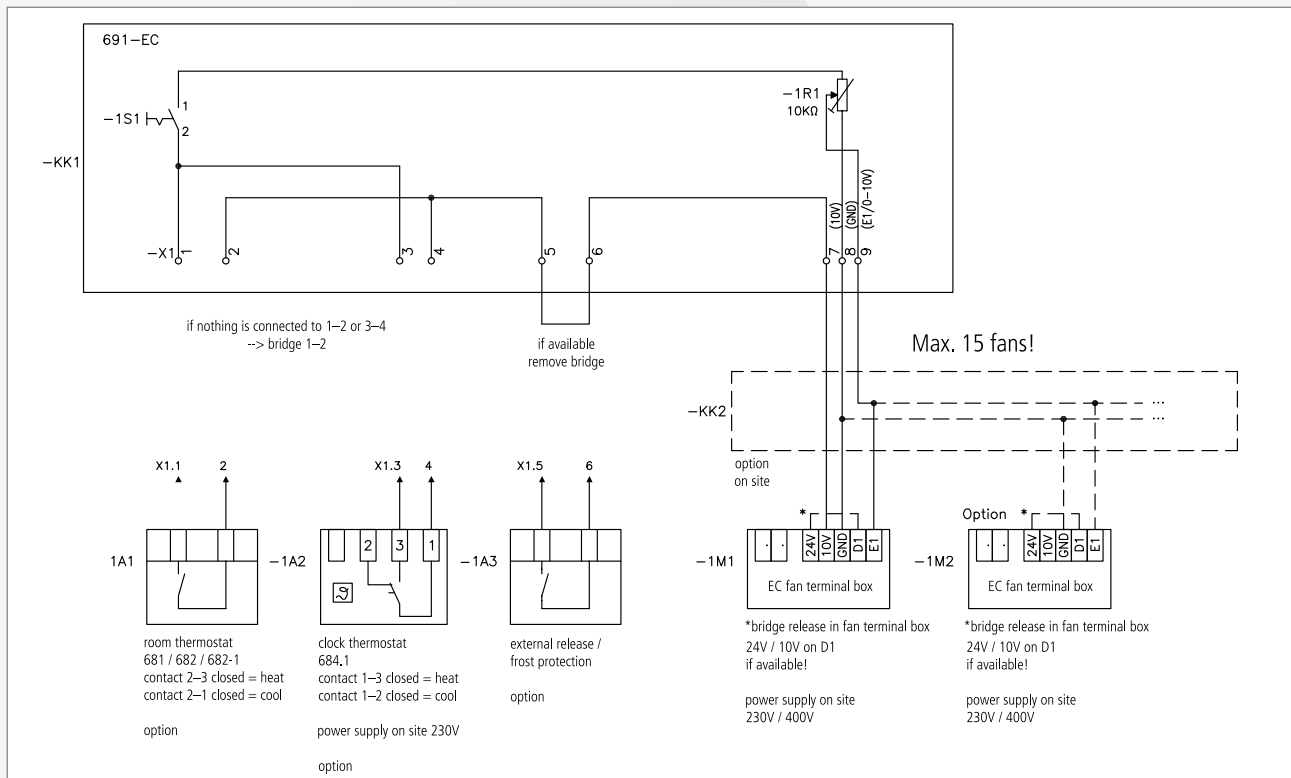 691–EC
1
–1S1
2
–KK1
–1R1
10KΩ
(10V)
(GND)
(E1/0–10V)
–X1
1
2
3
4
5
6
7
8
9
if nothing is connected to 1–2 or 3–4
--> bridge 1–2
if available
remove bridge
Max. 15 fans!
–KK2
...
...
option
on site
X1.1 2
X1.3 4
X1.5 6
1A1
–1A2
2 3 1
ϑ
–1A3
–1M1
*
. . 24V 10V GND D1 E1
EC fan terminal box
Option *
–1M2
. . 24V 10V GND D1 E1
EC fan terminal box
room thermostat
681 / 682 / 682-1
contact 2–3 closed = heat
contact 2–1 closed = cool
option
clock thermostat
684.1
contact 1–3 closed = heat
contact 1–2 closed = cool
power supply on site 230V
option
external release /
frost protection
option
*bridge release in fan terminal box
24V / 10V on D1
if available!
power supply on site
230V / 400V
*bridge release in fan terminal box
24V / 10V on D1
if available!
power supply on site
230V / 400V